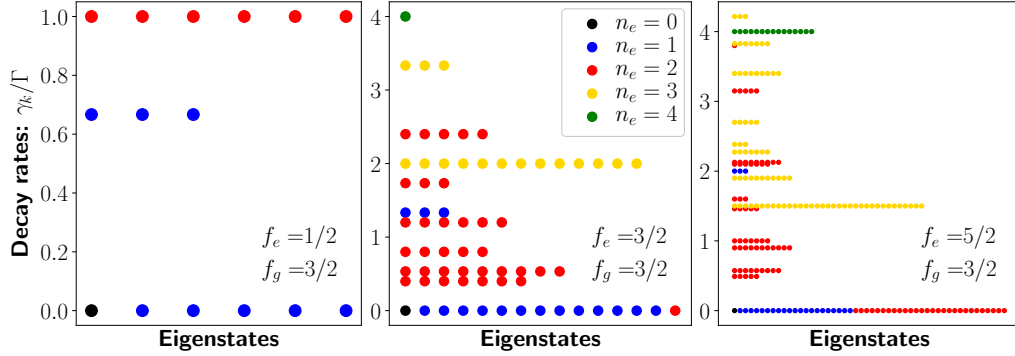 Decay rates: γ_k/Γ
1.0
0.8
0.6
0.4
0.2
0.0
f_e =1/2
f_g =3/2
Eigenstates
4
3
2
1
0
n_e = 0
n_e = 1
n_e = 2
n_e = 3
n_e = 4
f_e =3/2
f_g =3/2
Eigenstates
4
3
2
1
0
f_e =5/2
f_g =3/2
Eigenstates